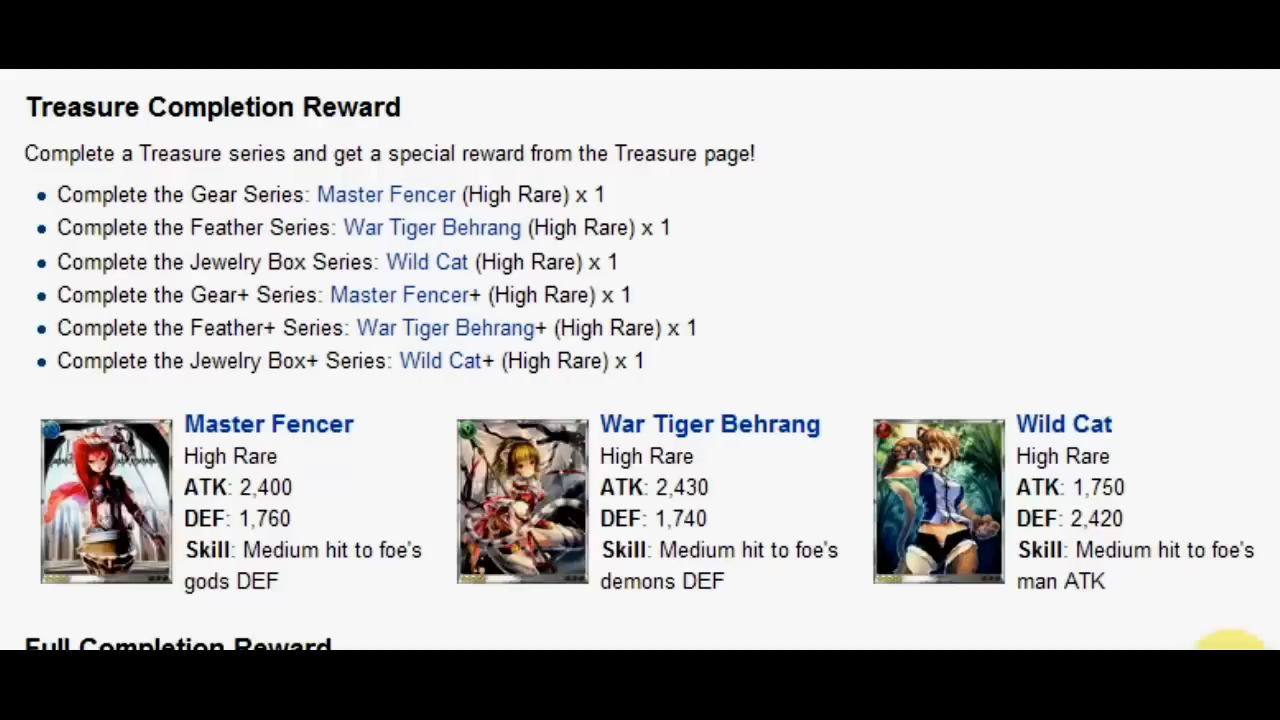 Treasure Completion Reward
Complete a Treasure series and get a special reward from the Treasure page!
Complete the Gear Series: Master Fencer (High Rare) x 1
Complete the Feather Series: War Tiger Behrang (High Rare) x 1
Complete the Jewelry Box Series: Wild Cat (High Rare) x 1
Complete the Gear+ Series: Master Fencer+ (High Rare) x 1
Complete the Feather+ Series: War Tiger Behrang+ (High Rare) x 1
Complete the Jewelry Box+ Series: Wild Cat+ (High Rare) x 1
Master Fencer
High Rare
ATK: 2,400
DEF: 1,760
Skill: Medium hit to foe's
gods DEF
War Tiger Behrang
High Rare
ATK: 2,430
DEF: 1,740
Skill: Medium hit to foe's
demons DEF
Wild Cat
High Rare
ATK: 1,750
DEF: 2,420
Skill: Medium hit to foe's
man ATK
Full Completion Reward